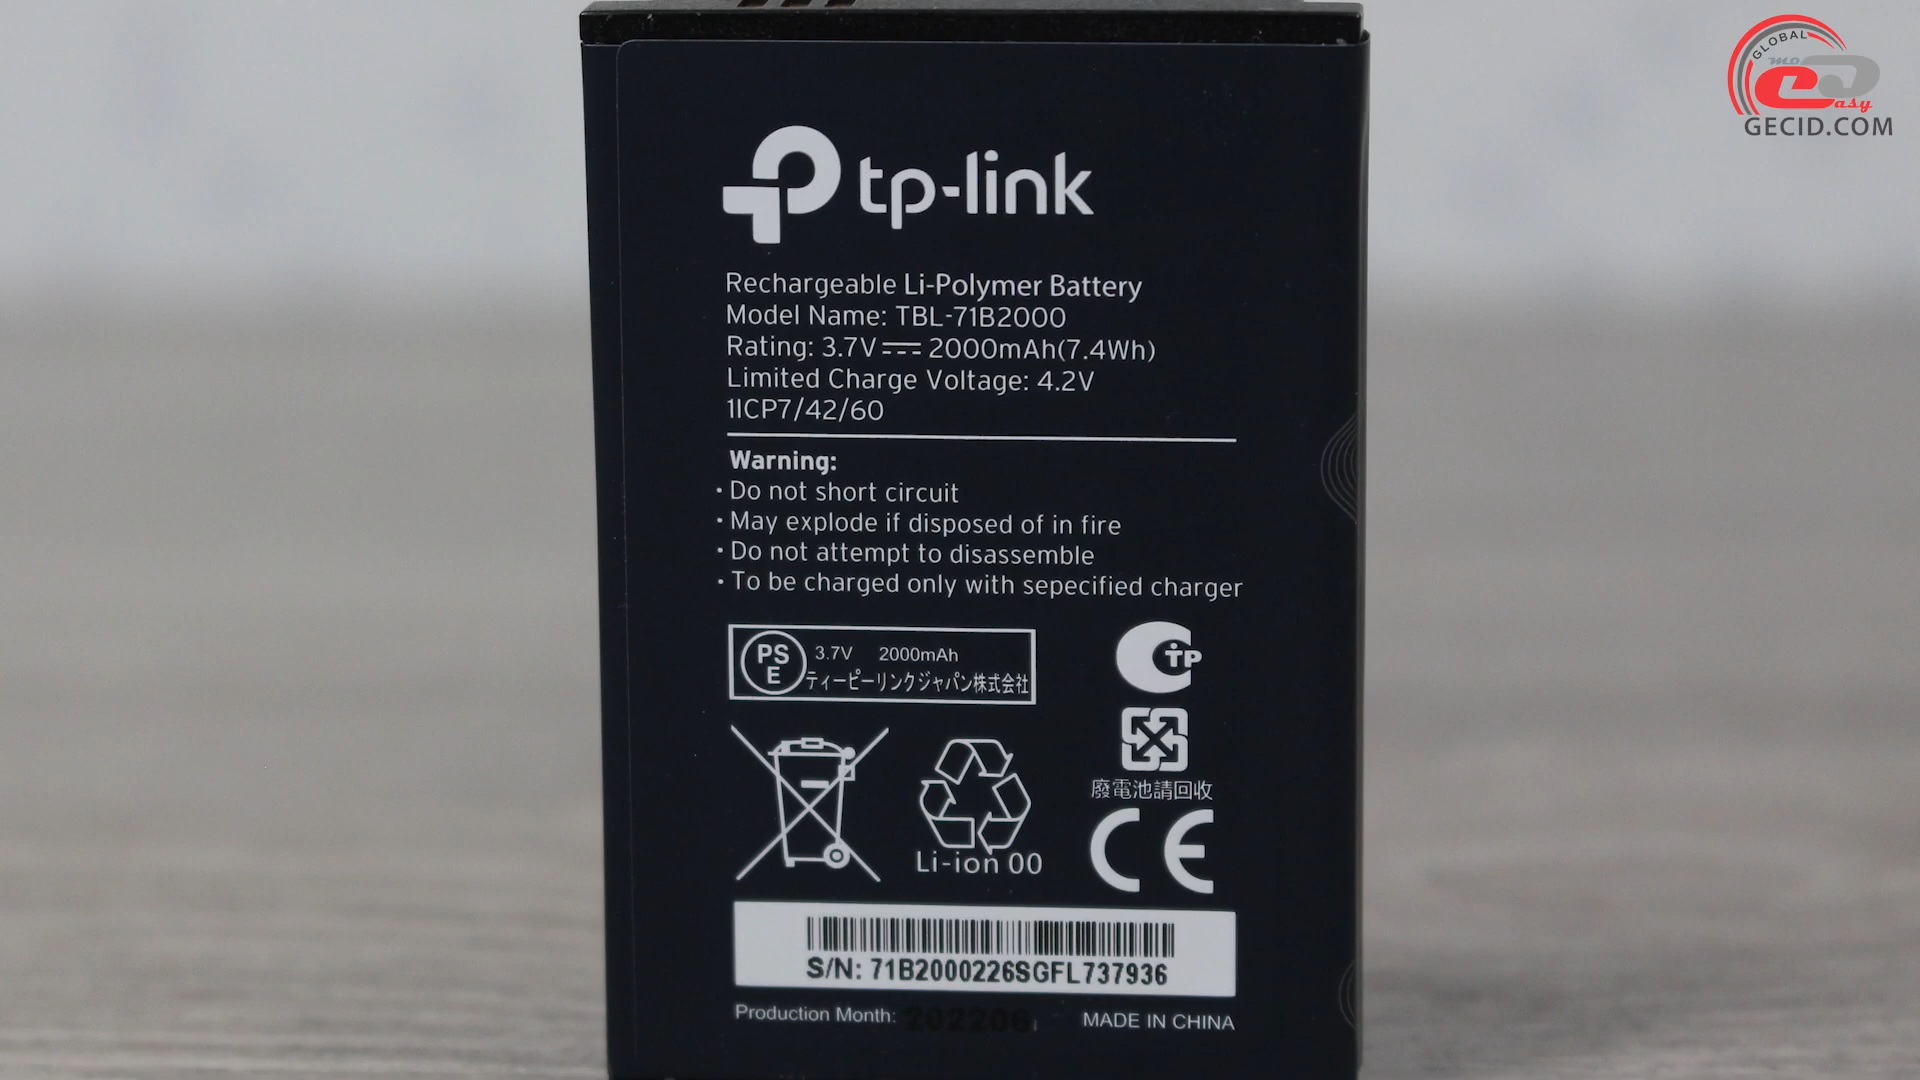 GLOBAL
easy
GECID.COM
tp-link
Rechargeable Li-Polymer Battery
Model Name: TBL-71B2000
Rating: 3.7V⎓2000mAh(7.4Wh)
Limited Charge Voltage: 4.2V
1ICP7/42/60
Warning:
· Do not short circuit
· May explode if disposed of in fire
· Do not attempt to disassemble
· To be charged only with sepecified charger
PS
E
3.7V 2000mAh
ティーピーリンクジャパン株式会社
TP
廢電池請回收
Li-ion 00
CE
S/N: 71B2000226SGFL737936
Production Month: 202206
MADE IN CHINA